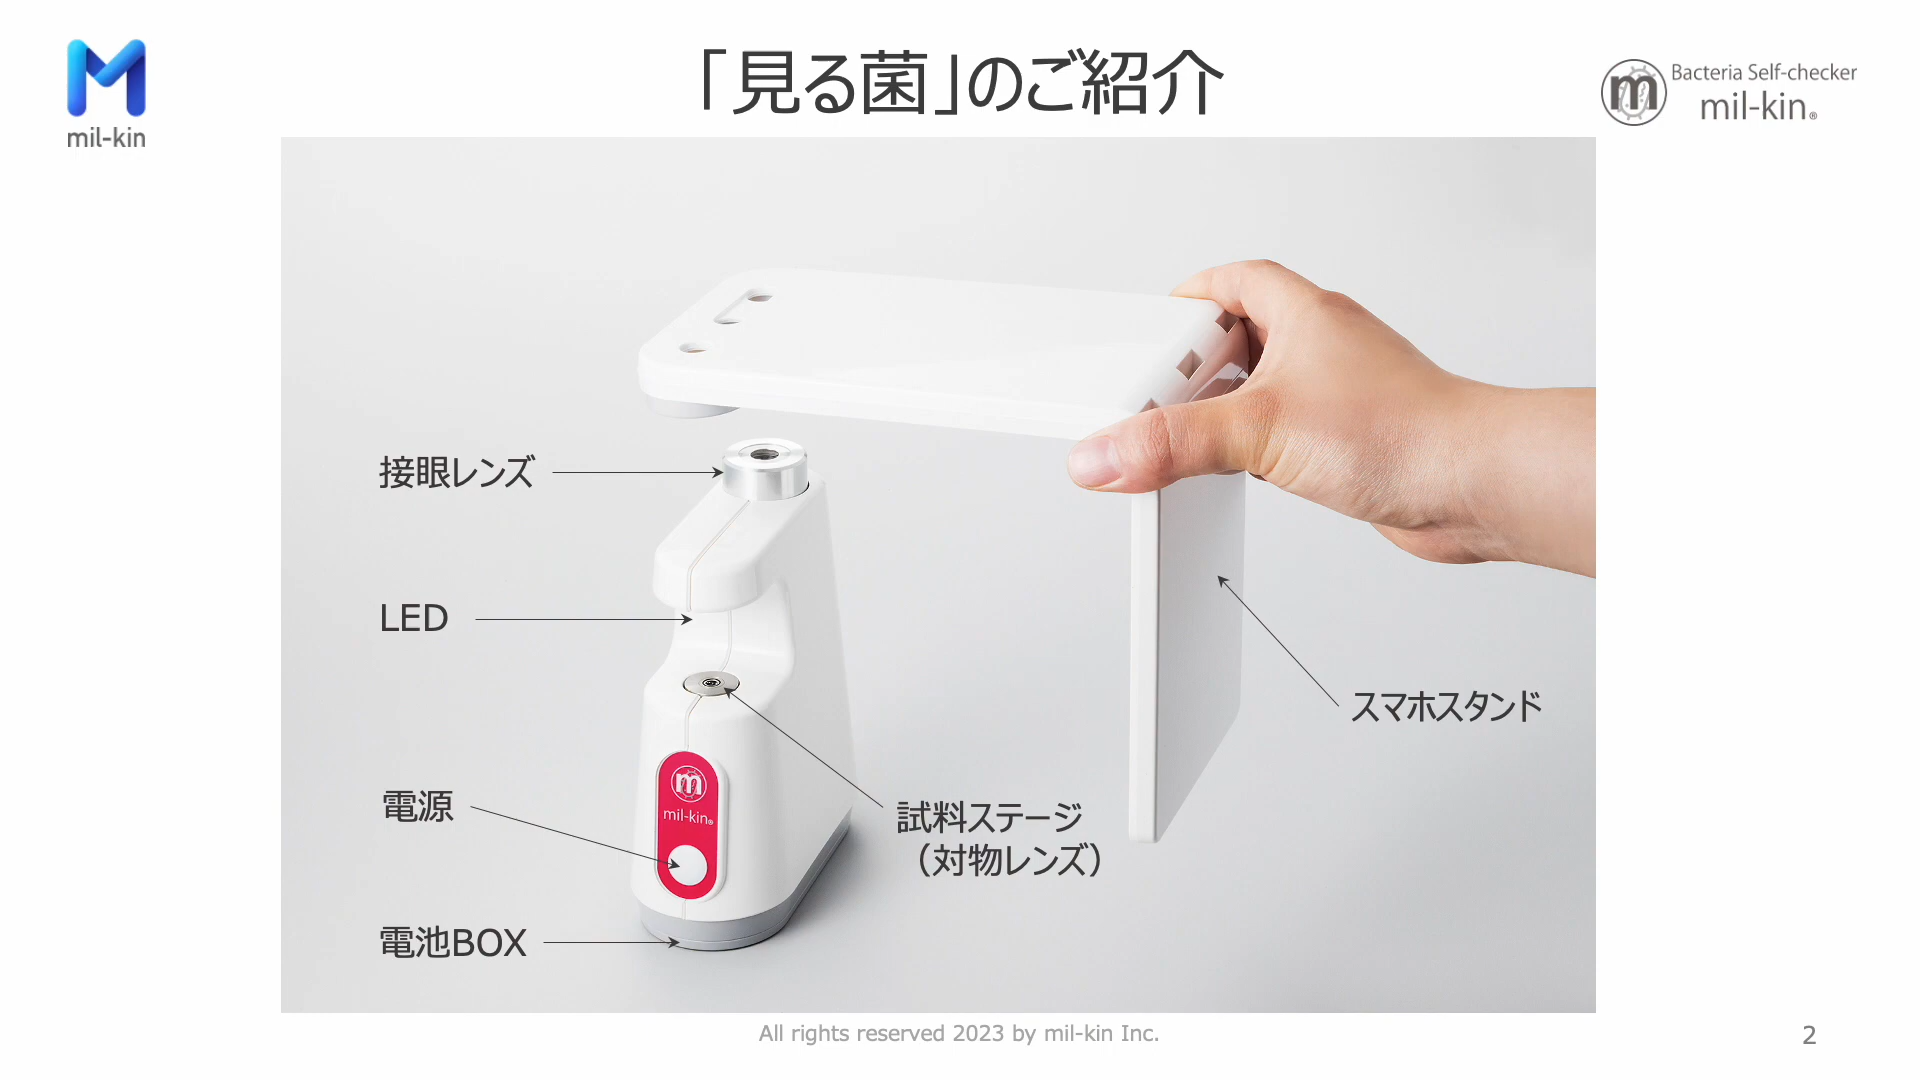 「見る菌」のご紹介
mil-kin
Bacteria Self-checker
mil-kin®
接眼レンズ
LED
電源
電池BOX
試料ステージ
（対物レンズ）
スマホスタンド
m
mil-kin®
All rights reserved 2023 by mil-kin Inc.
2